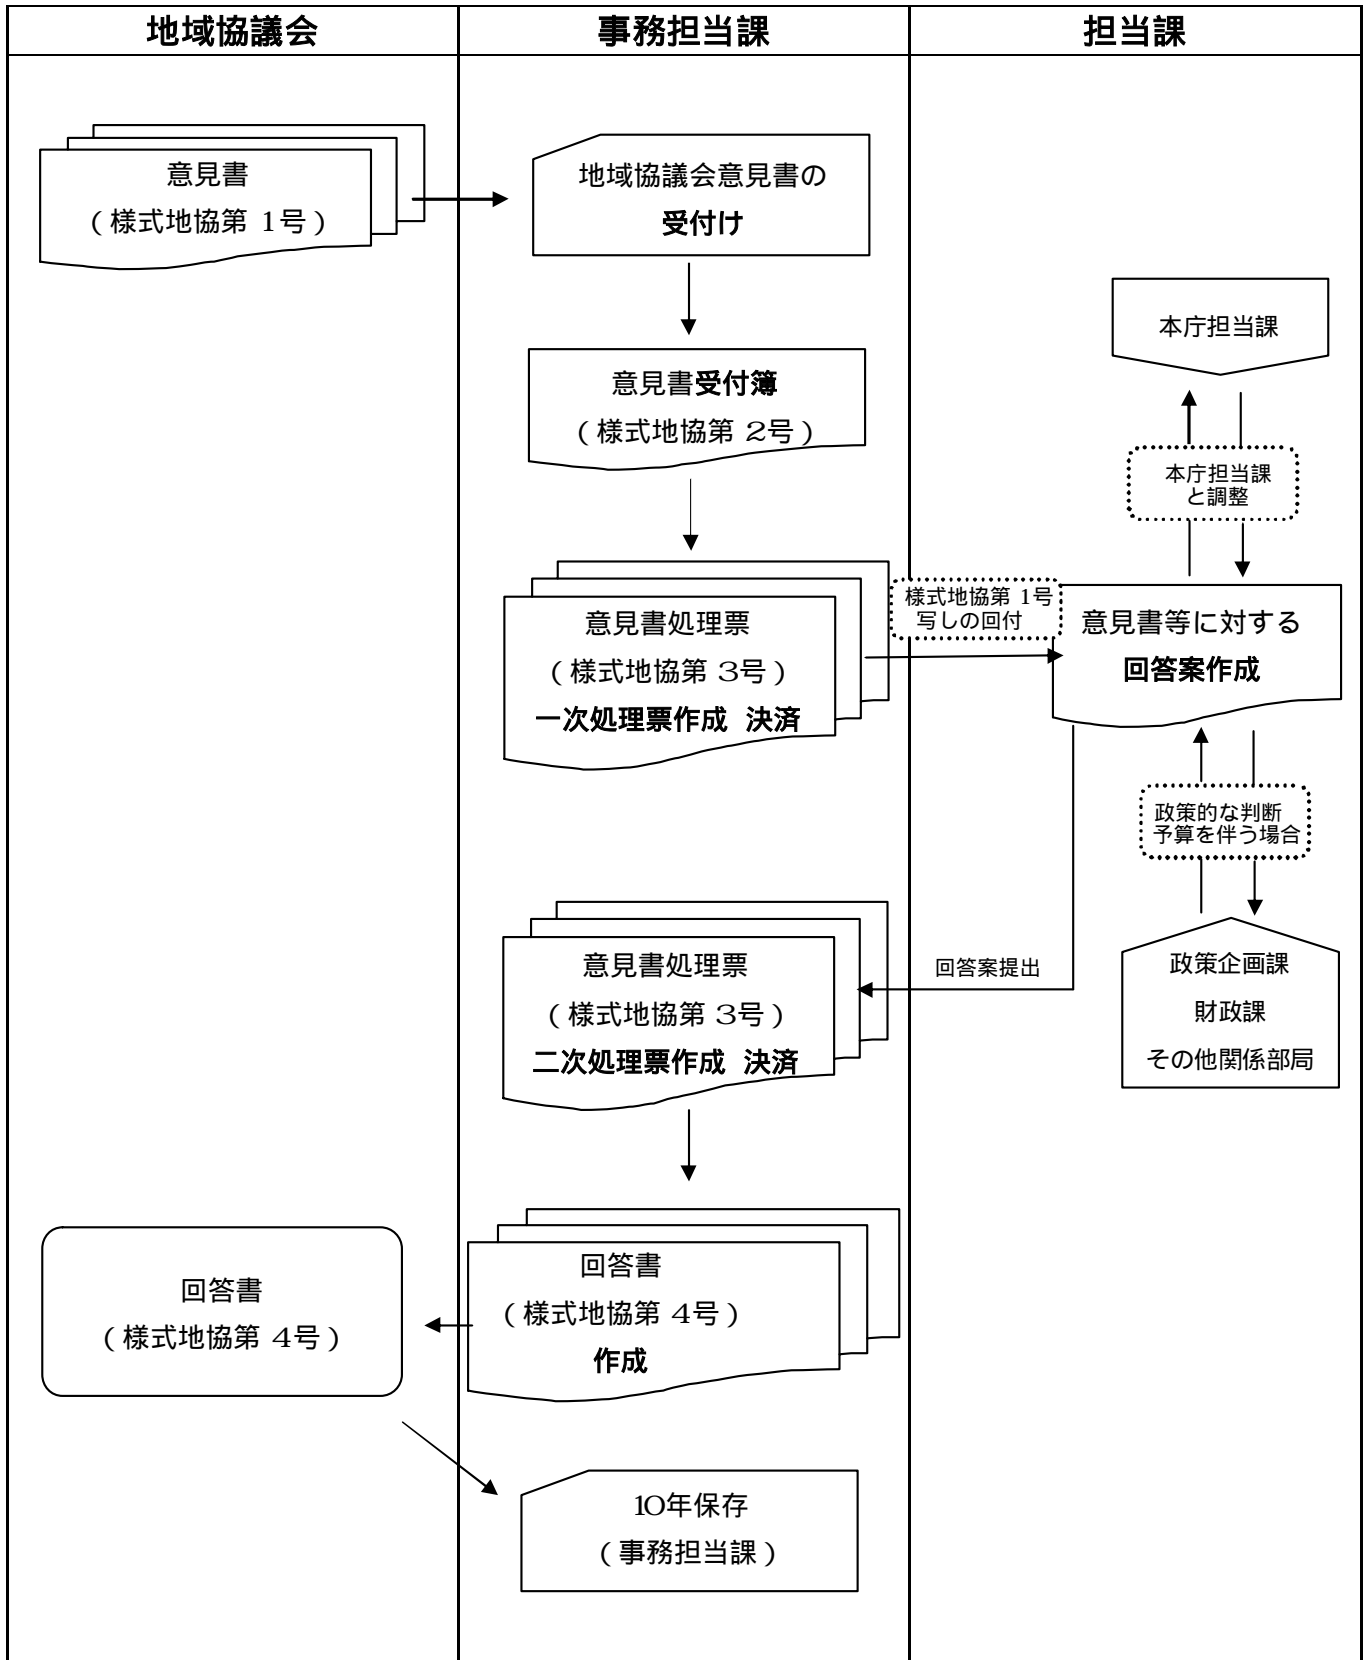 地域協議会
事務担当課
担当課
意見書
(様式地協第 1号)
地域協議会意見書の
受付け
意見書受付簿
(様式地協第 2号)
本庁担当課
本庁担当課
と調整
意見書処理票
(様式地協第 3号)
一次処理票作成 決済
様式地協第 1号
写しの回付
意見書等に対する
回答案作成
政策的な判断
予算を伴う場合
政策企画課
財政課
その他関係部局
回答案提出
意見書処理票
(様式地協第 3号)
二次処理票作成 決済
回答書
(様式地協第 4号)
作成
回答書
(様式地協第 4号)
10年保存
(事務担当課)